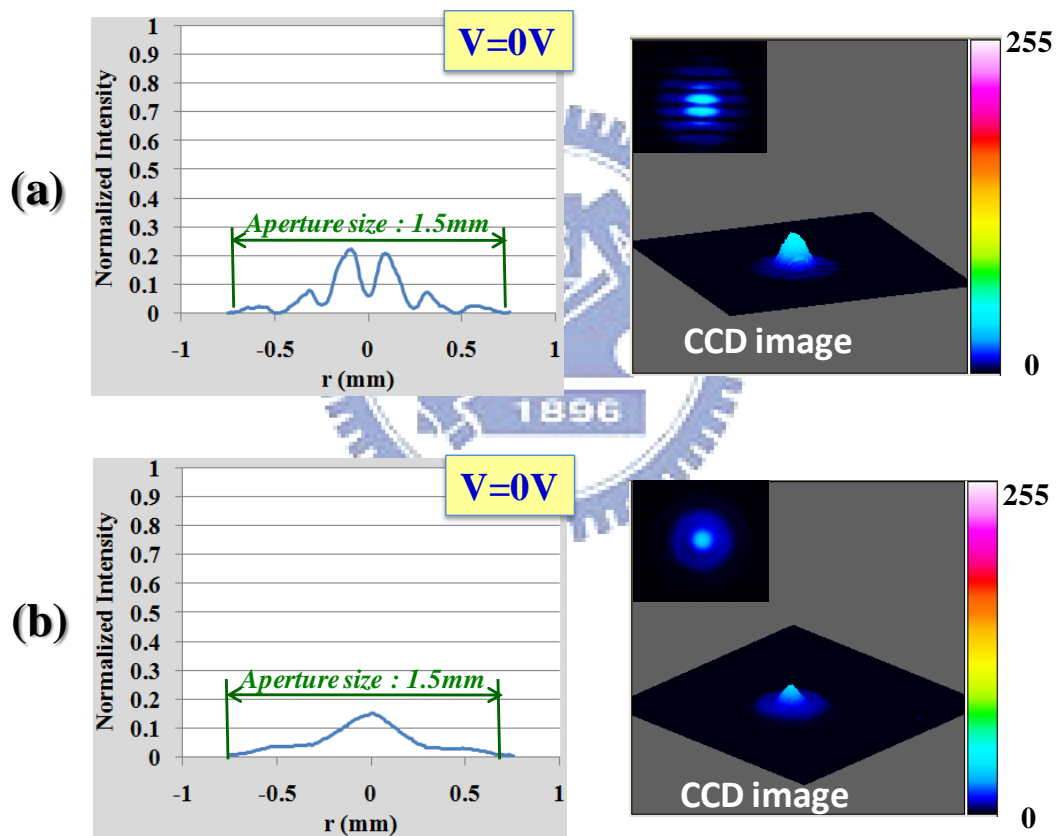 (a)
V=0V
Normalized Intensity
1
0.9
0.8
0.7
0.6
0.5
0.4
0.3
0.2
0.1
0
Aperture size : 1.5mm
-1 -0.5 0 0.5 1
r (mm)
255
0
CCD image
1896
(b)
V=0V
Normalized Intensity
1
0.9
0.8
0.7
0.6
0.5
0.4
0.3
0.2
0.1
0
Aperture size : 1.5mm
-1 -0.5 0 0.5 1
r (mm)
255
0
CCD image